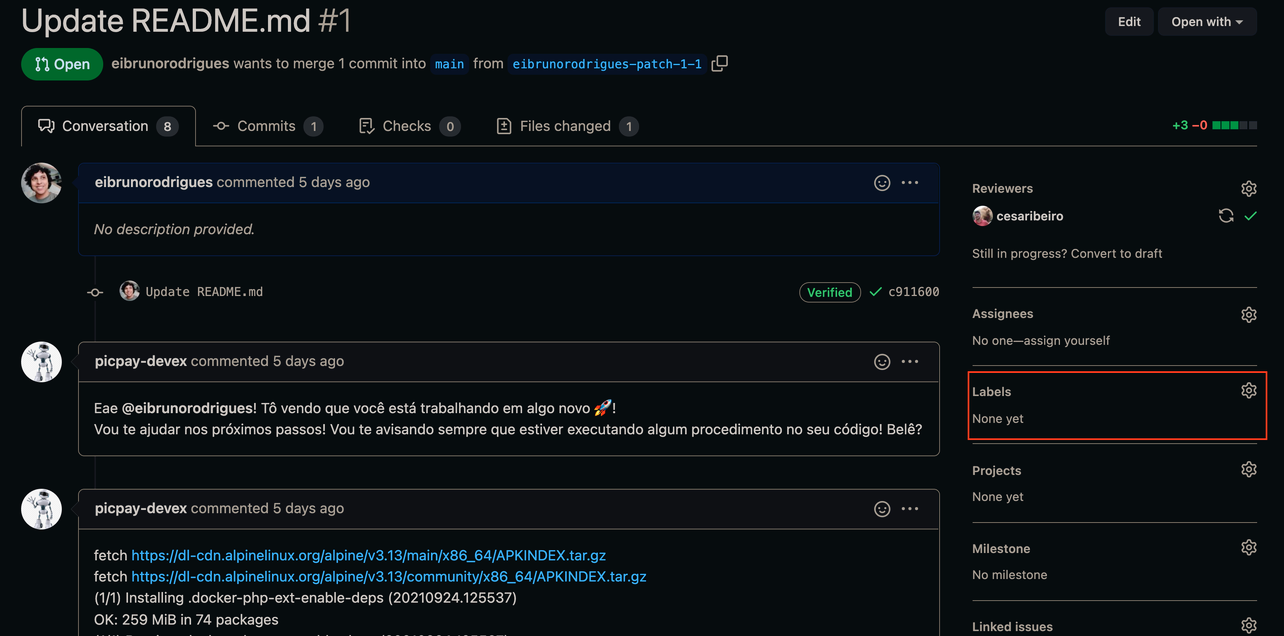 Update README.md #1
Edit
Open with
Open
eibrunorodrigues wants to merge 1 commit into main from eibrunorodrigues-patch-1-1
Conversation 8
Commits 1
Checks 0
Files changed 1
+3 −0
eibrunorodrigues commented 5 days ago
No description provided.
Update README.md
Verified
c911600
picpay-devex commented 5 days ago
Eae @eibrunorodrigues! Tô vendo que você está trabalhando em algo novo 🚀!
Vou te ajudar nos próximos passos! Vou te avisando sempre que estiver executando algum procedimento no seu código! Belê?
picpay-devex commented 5 days ago
fetch https://dl-cdn.alpinelinux.org/alpine/v3.13/main/x86_64/APKINDEX.tar.gz
fetch https://dl-cdn.alpinelinux.org/alpine/v3.13/community/x86_64/APKINDEX.tar.gz
(1/1) Installing .docker-php-ext-enable-deps (20210924.125537)
OK: 259 MiB in 74 packages
Reviewers
cesaribeiro
Still in progress? Convert to draft
Assignees
No one—assign yourself
Labels
None yet
Projects
None yet
Milestone
No milestone
Linked issues